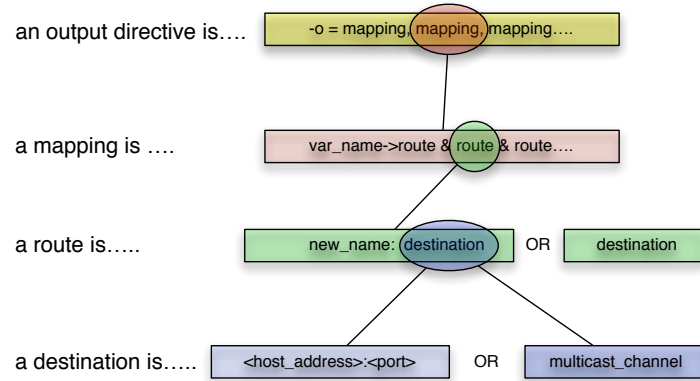 an output directive is…. -o = mapping, mapping, mapping….
a mapping is …. var_name->route & route & route….
a route is….. new_name: destination OR destination
a destination is….. <host_address>:<port> OR multicast_channel